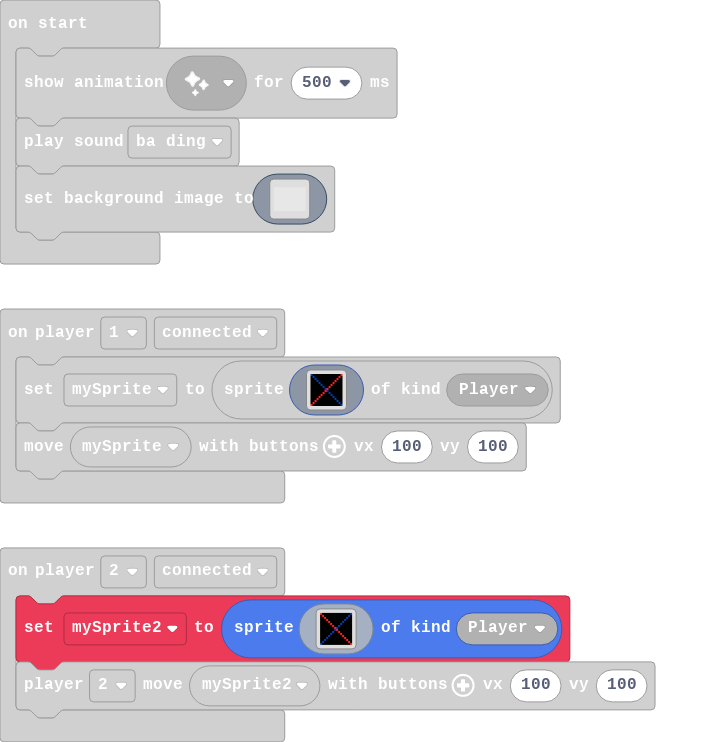 on start
show animation for 500 ms
play sound ba ding
set background image to
on player 1 connected
set mySprite to sprite of kind Player
move mySprite with buttons vx 100 vy 100
on player 2 connected
set mySprite2 to sprite of kind Player
player 2 move mySprite2 with buttons vx 100 vy 100